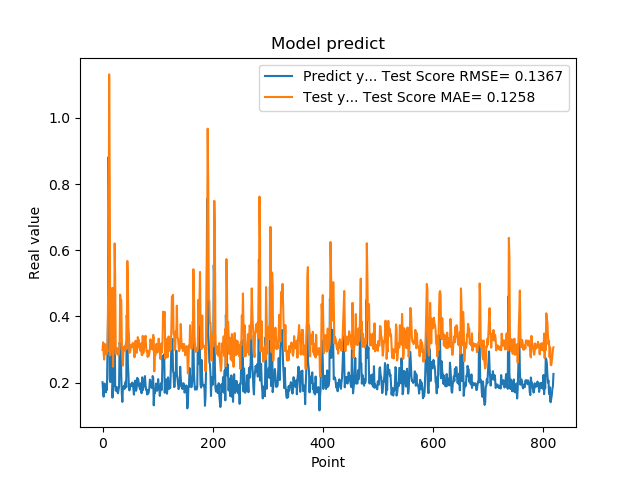 Model predict
Predict y... Test Score RMSE= 0.1367
Test y... Test Score MAE= 0.1258
1.0
0.8
0.6
0.4
0.2
Real value
0 200 400 600 800
Point